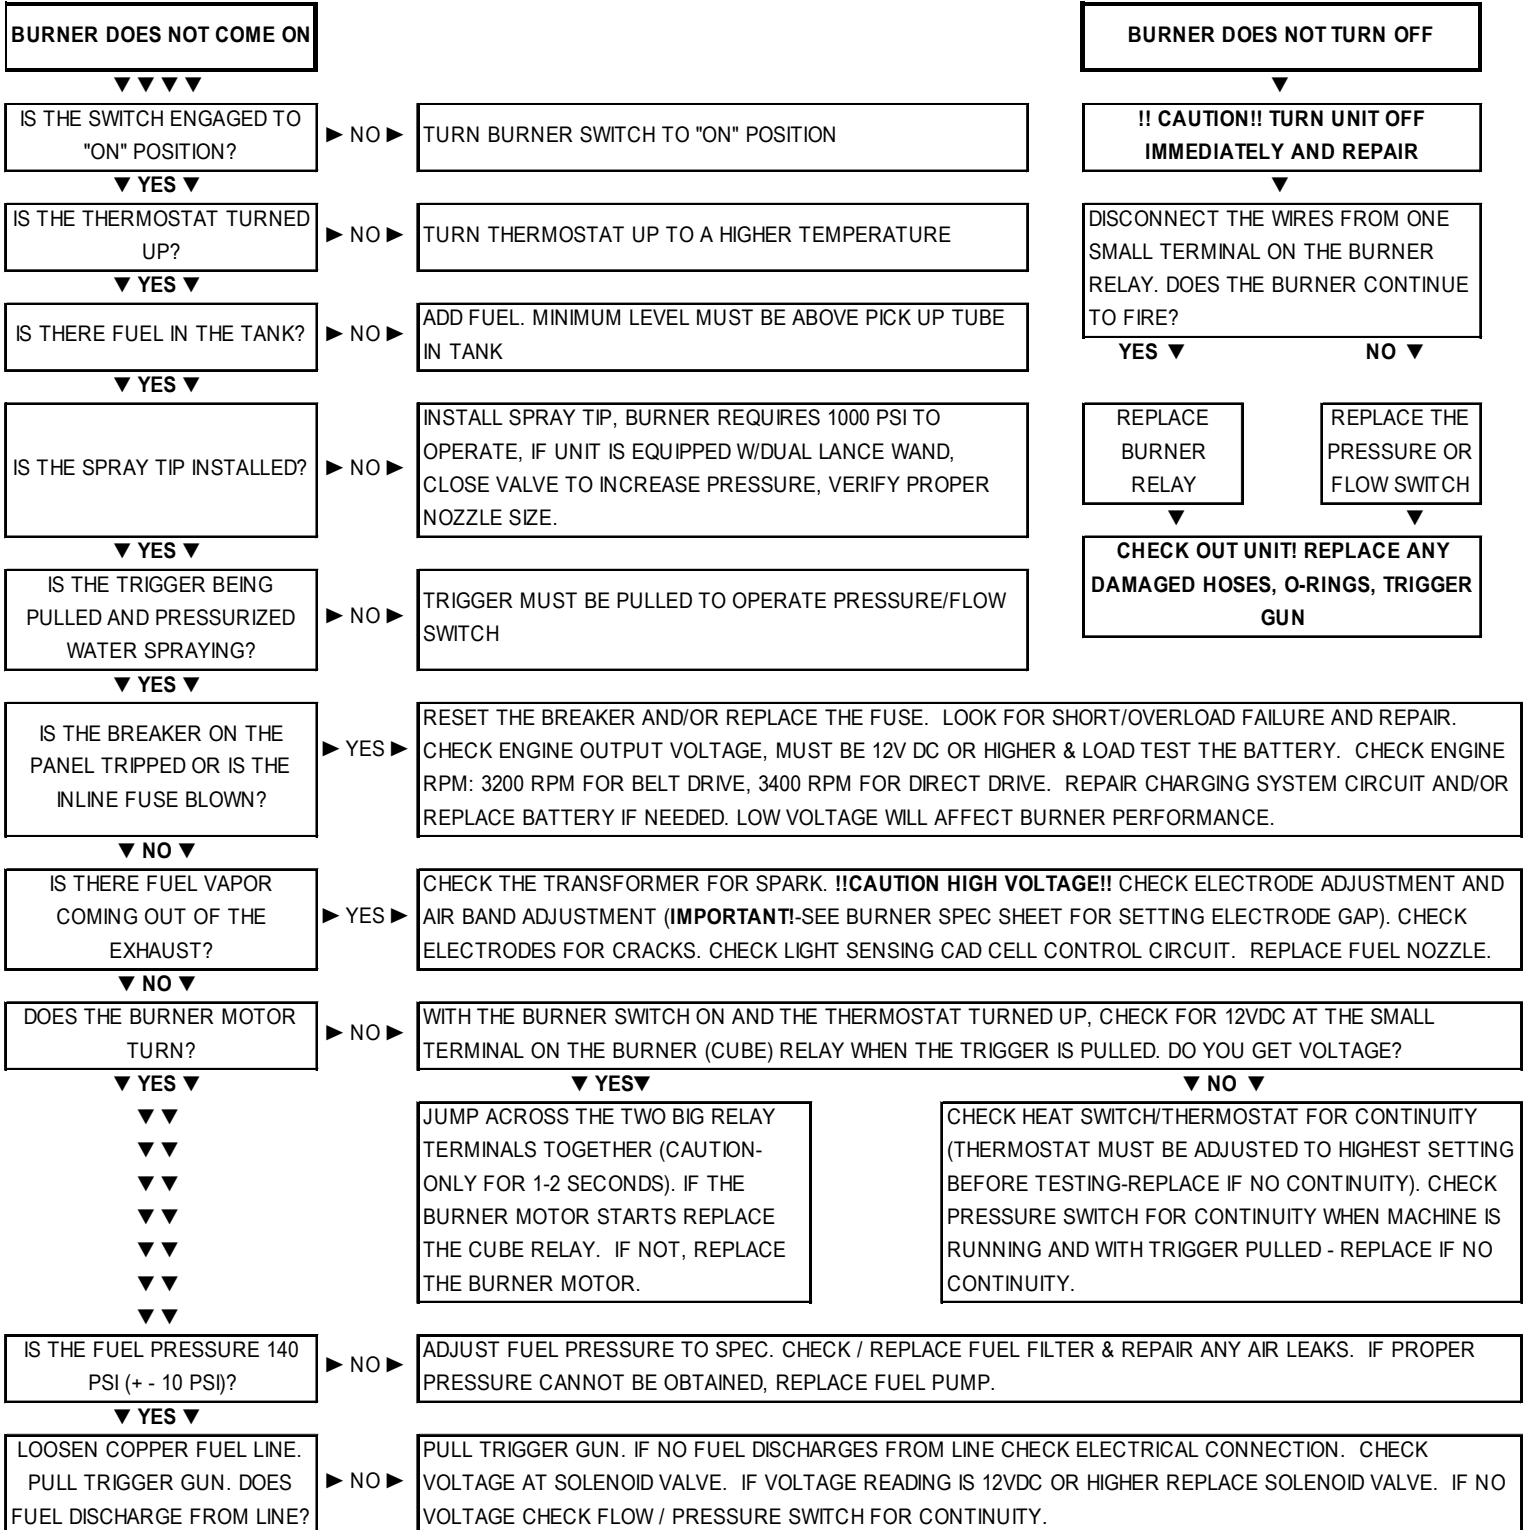 BURNER DOES NOT COME ON
▼ ▼ ▼ ▼
IS THE SWITCH ENGAGED TO
"ON" POSITION?
► NO ►
TURN BURNER SWITCH TO "ON" POSITION
▼ YES ▼
IS THE THERMOSTAT TURNED
UP?
► NO ►
TURN THERMOSTAT UP TO A HIGHER TEMPERATURE
▼ YES ▼
IS THERE FUEL IN THE TANK?
► NO ►
ADD FUEL. MINIMUM LEVEL MUST BE ABOVE PICK UP TUBE
IN TANK
▼ YES ▼
IS THE SPRAY TIP INSTALLED?
► NO ►
INSTALL SPRAY TIP, BURNER REQUIRES 1000 PSI TO
OPERATE, IF UNIT IS EQUIPPED W/DUAL LANCE WAND,
CLOSE VALVE TO INCREASE PRESSURE, VERIFY PROPER
NOZZLE SIZE.
▼ YES ▼
IS THE TRIGGER BEING
PULLED AND PRESSURIZED
WATER SPRAYING?
► NO ►
TRIGGER MUST BE PULLED TO OPERATE PRESSURE/FLOW
SWITCH
▼ YES ▼
BURNER DOES NOT TURN OFF
▼
!! CAUTION!! TURN UNIT OFF
IMMEDIATELY AND REPAIR
▼
DISCONNECT THE WIRES FROM ONE
SMALL TERMINAL ON THE BURNER
RELAY. DOES THE BURNER CONTINUE
TO FIRE?
YES ▼ NO ▼
REPLACE
BURNER
RELAY
▼
REPLACE THE
PRESSURE OR
FLOW SWITCH
▼
CHECK OUT UNIT! REPLACE ANY
DAMAGED HOSES, O-RINGS, TRIGGER
GUN
IS THE BREAKER ON THE
PANEL TRIPPED OR IS THE
INLINE FUSE BLOWN?
► YES ►
RESET THE BREAKER AND/OR REPLACE THE FUSE. LOOK FOR SHORT/OVERLOAD FAILURE AND REPAIR.
CHECK ENGINE OUTPUT VOLTAGE, MUST BE 12V DC OR HIGHER & LOAD TEST THE BATTERY. CHECK ENGINE
RPM: 3200 RPM FOR BELT DRIVE, 3400 RPM FOR DIRECT DRIVE. REPAIR CHARGING SYSTEM CIRCUIT AND/OR
REPLACE BATTERY IF NEEDED. LOW VOLTAGE WILL AFFECT BURNER PERFORMANCE.
▼ NO ▼
IS THERE FUEL VAPOR
COMING OUT OF THE
EXHAUST?
► YES ►
CHECK THE TRANSFORMER FOR SPARK. !!CAUTION HIGH VOLTAGE!! CHECK ELECTRODE ADJUSTMENT AND
AIR BAND ADJUSTMENT (IMPORTANT!-SEE BURNER SPEC SHEET FOR SETTING ELECTRODE GAP). CHECK
ELECTRODES FOR CRACKS. CHECK LIGHT SENSING CAD CELL CONTROL CIRCUIT. REPLACE FUEL NOZZLE.
▼ NO ▼
DOES THE BURNER MOTOR
TURN?
► NO ►
WITH THE BURNER SWITCH ON AND THE THERMOSTAT TURNED UP, CHECK FOR 12VDC AT THE SMALL
TERMINAL ON THE BURNER (CUBE) RELAY WHEN THE TRIGGER IS PULLED. DO YOU GET VOLTAGE?
▼ YES ▼
▼ YES▼
JUMP ACROSS THE TWO BIG RELAY
TERMINALS TOGETHER (CAUTION-
ONLY FOR 1-2 SECONDS). IF THE
BURNER MOTOR STARTS REPLACE
THE CUBE RELAY. IF NOT, REPLACE
THE BURNER MOTOR.
▼ NO ▼
CHECK HEAT SWITCH/THERMOSTAT FOR CONTINUITY
(THERMOSTAT MUST BE ADJUSTED TO HIGHEST SETTING
BEFORE TESTING-REPLACE IF NO CONTINUITY). CHECK
PRESSURE SWITCH FOR CONTINUITY WHEN MACHINE IS
RUNNING AND WITH TRIGGER PULLED - REPLACE IF NO
CONTINUITY.
▼ ▼
▼ ▼
▼ ▼
▼ ▼
▼ ▼
▼ ▼
▼ ▼
IS THE FUEL PRESSURE 140
PSI (+ - 10 PSI)?
► NO ►
ADJUST FUEL PRESSURE TO SPEC. CHECK / REPLACE FUEL FILTER & REPAIR ANY AIR LEAKS. IF PROPER
PRESSURE CANNOT BE OBTAINED, REPLACE FUEL PUMP.
▼ YES ▼
LOOSEN COPPER FUEL LINE.
PULL TRIGGER GUN. DOES
FUEL DISCHARGE FROM LINE?
► NO ►
PULL TRIGGER GUN. IF NO FUEL DISCHARGES FROM LINE CHECK ELECTRICAL CONNECTION. CHECK
VOLTAGE AT SOLENOID VALVE. IF VOLTAGE READING IS 12VDC OR HIGHER REPLACE SOLENOID VALVE. IF NO
VOLTAGE CHECK FLOW / PRESSURE SWITCH FOR CONTINUITY.